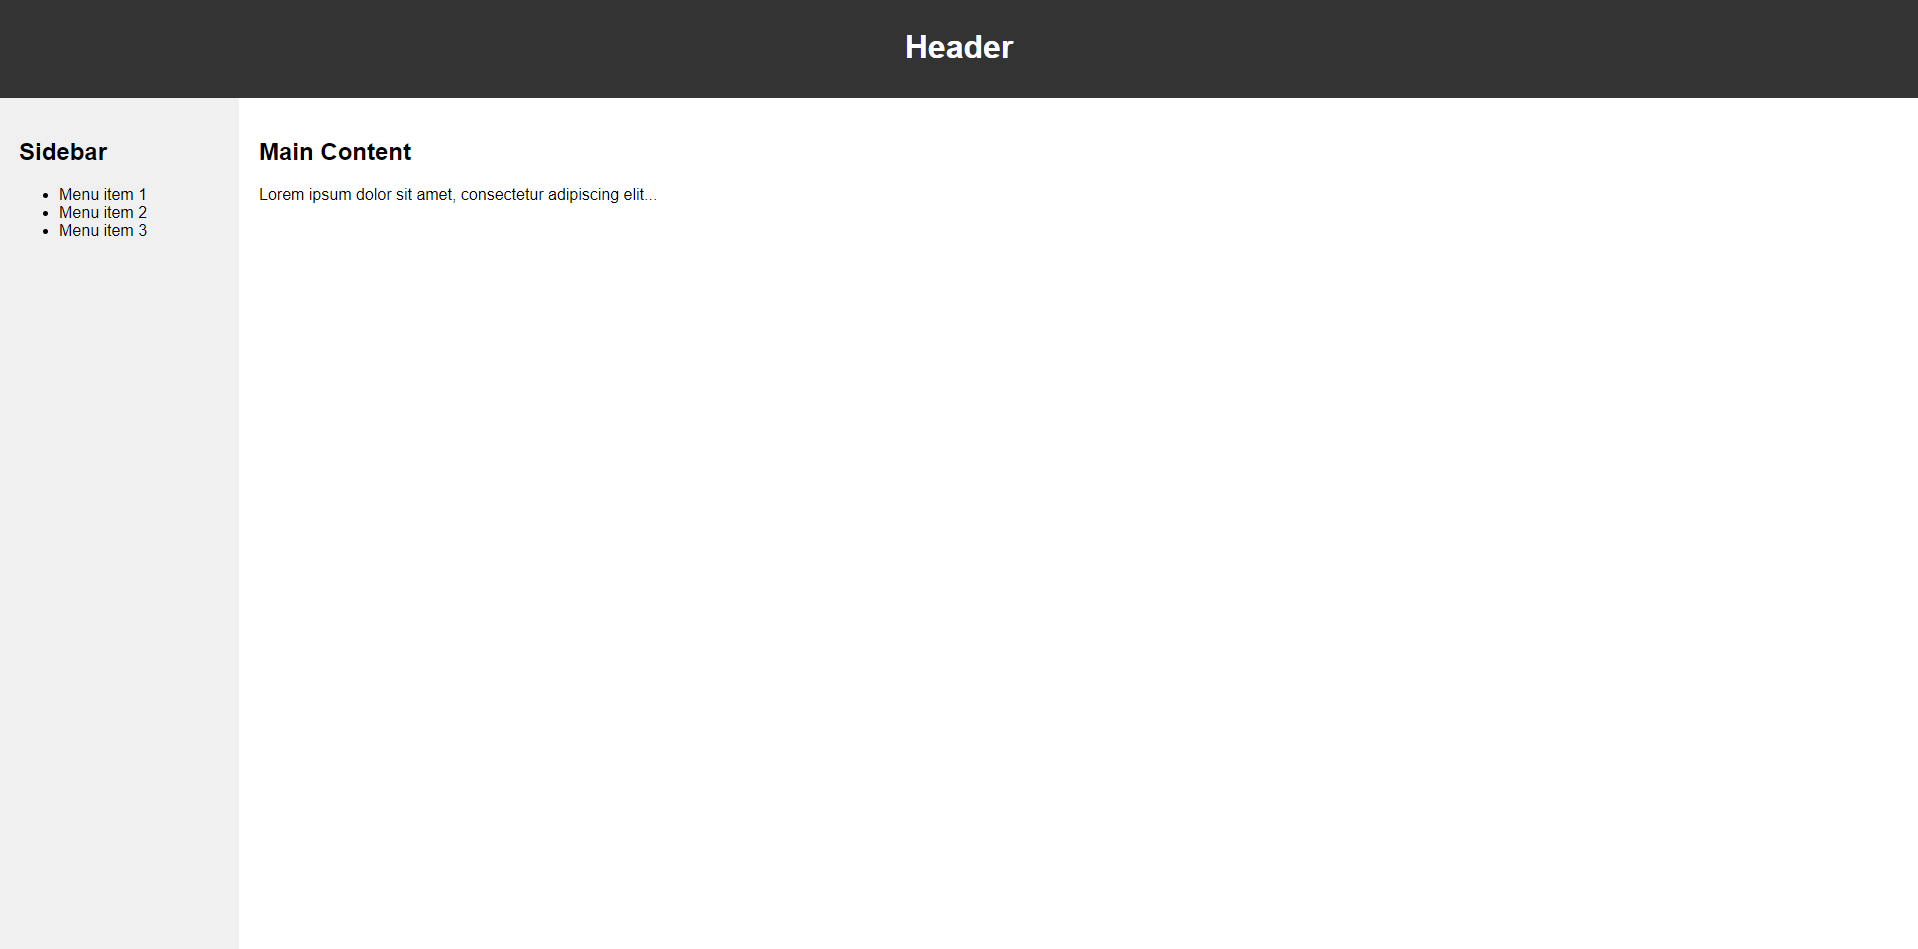 Header
Sidebar
Menu item 1
Menu item 2
Menu item 3
Main Content
Lorem ipsum dolor sit amet, consectetur adipiscing elit...